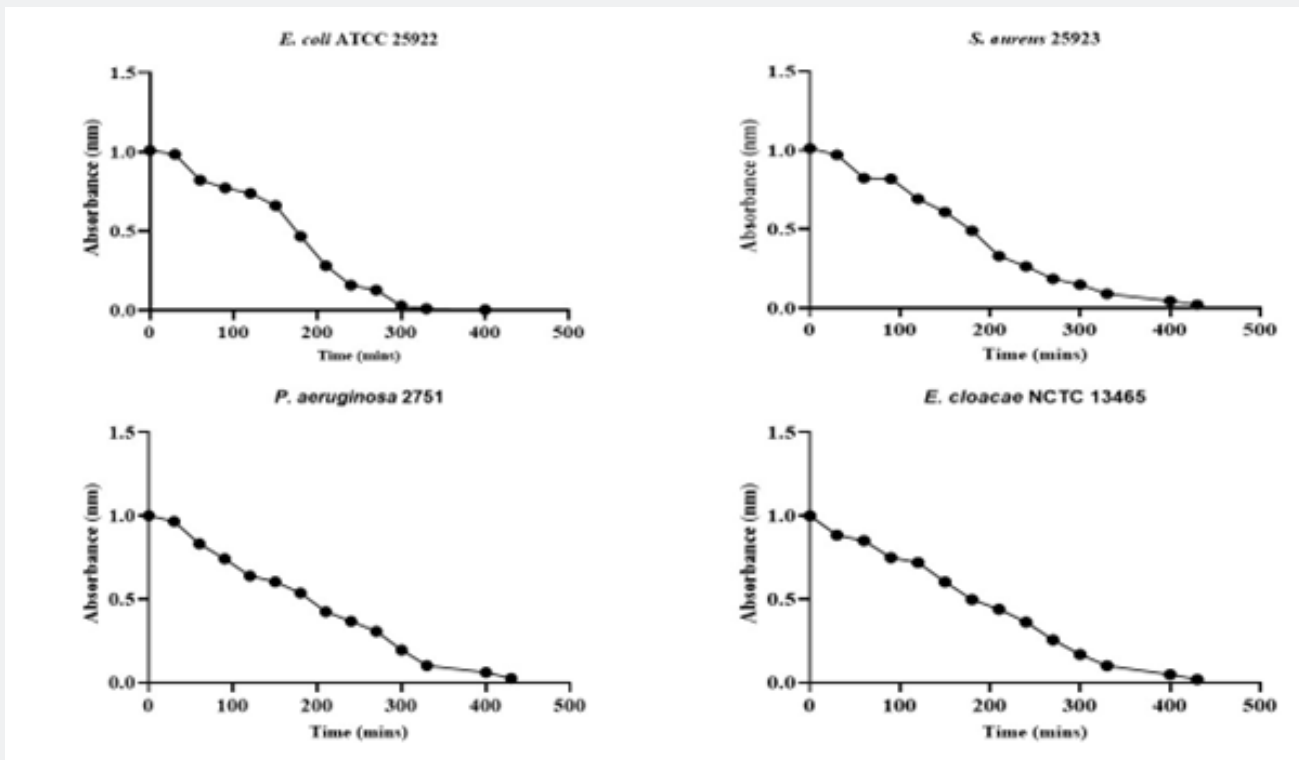 E. coli ATCC 25922
1.5
1.0
0.5
0.0
Absorbance (nm)
0 100 200 300 400 500
Time (mins)
S. aureus 25923
1.5
1.0
0.5
0.0
Absorbance (nm)
0 100 200 300 400 500
Time (mins)
P. aeruginosa 2751
1.5
1.0
0.5
0.0
Absorbance (nm)
0 100 200 300 400 500
Time (mins)
E. cloacae NCTC 13465
1.5
1.0
0.5
0.0
Absorbance (nm)
0 100 200 300 400 500
Time (mins)